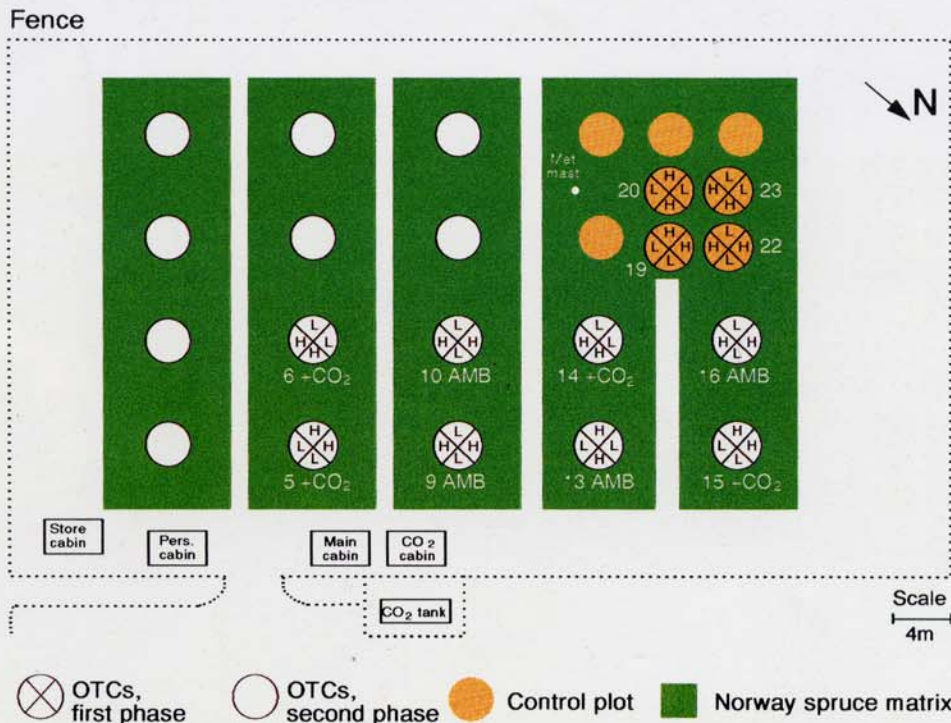 Fence
N
Met
mast
H
L L
H
20
L
H L
H
23
H
L H
L
19
L
H
22
L
H L
H
6 +CO₂
L
H H
L
10 AMB
L
H L
H
14 +CO₂
L
H H
L
16 AMB
H
L L
5 +CO₂
L
H H
L
9 AMB
H
L L
H
13 AMB
H
L H
L
15 -CO₂
Store
cabin
Pers.
cabin
Main
cabin
CO₂
cabin
CO₂ tank
Scale
4m
OTCs,
first phase
OTCs,
second phase
Control plot
Norway spruce matrix